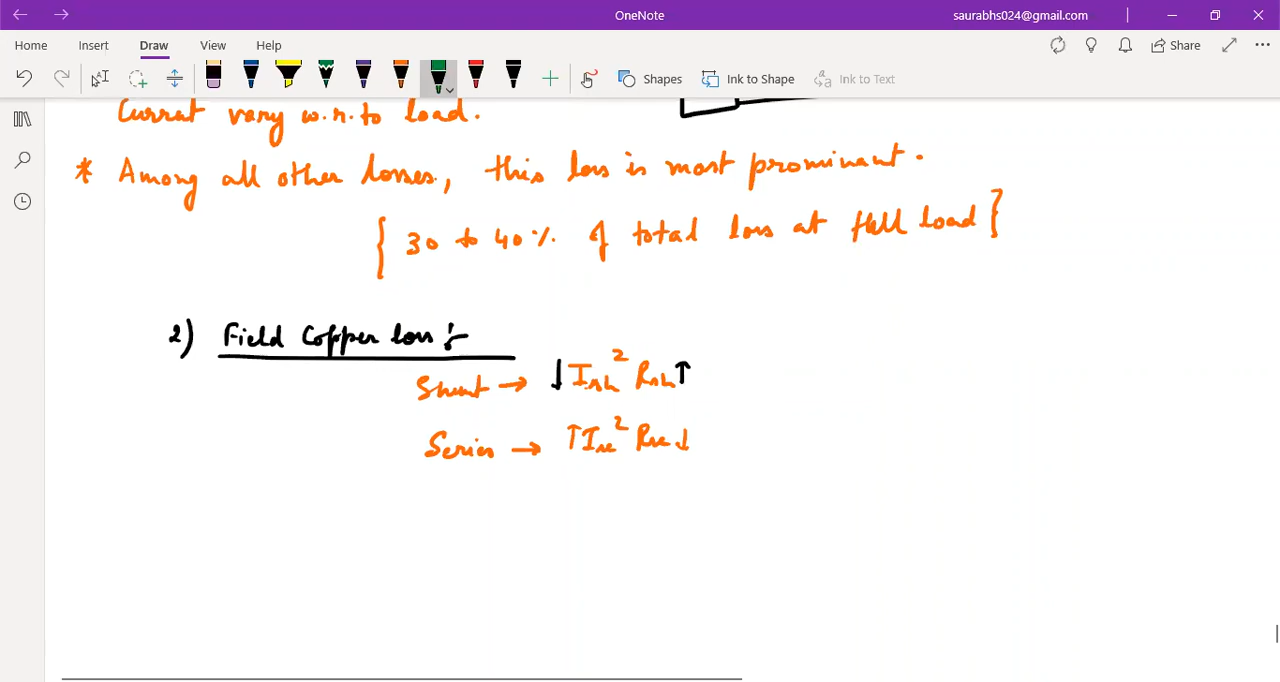 OneNote
saurabhs024@gmail.com
Home Insert Draw View Help
Share
Shapes Ink to Shape Ink to Text
Currat vary w.r.to load.
* Among all other losses, this loss is most prominant.
{ 30 to 40% of total loss at full load }
2) Field Copper loss :-
Shunt → ↓ Ish² Rsh ↑
Series → ↑ Ise² Rse ↓